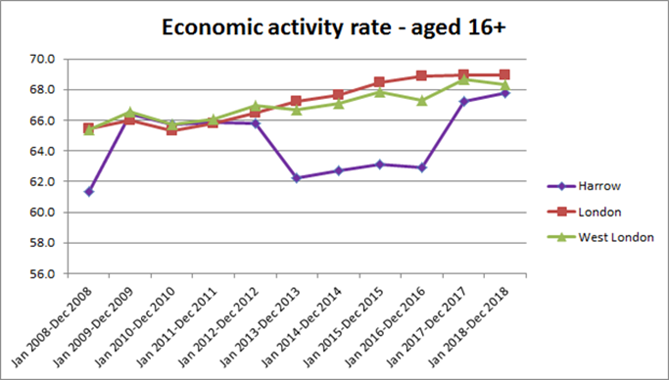 Economic activity rate - aged 16+
70.0
68.0
66.0
64.0
62.0
60.0
58.0
56.0
Jan 2008-Dec 2008
Jan 2009-Dec 2009
Jan 2010-Dec 2010
Jan 2011-Dec 2011
Jan 2012-Dec 2012
Jan 2013-Dec 2013
Jan 2014-Dec 2014
Jan 2015-Dec 2015
Jan 2016-Dec 2016
Jan 2017-Dec 2017
Jan 2018-Dec 2018
Harrow
London
West London